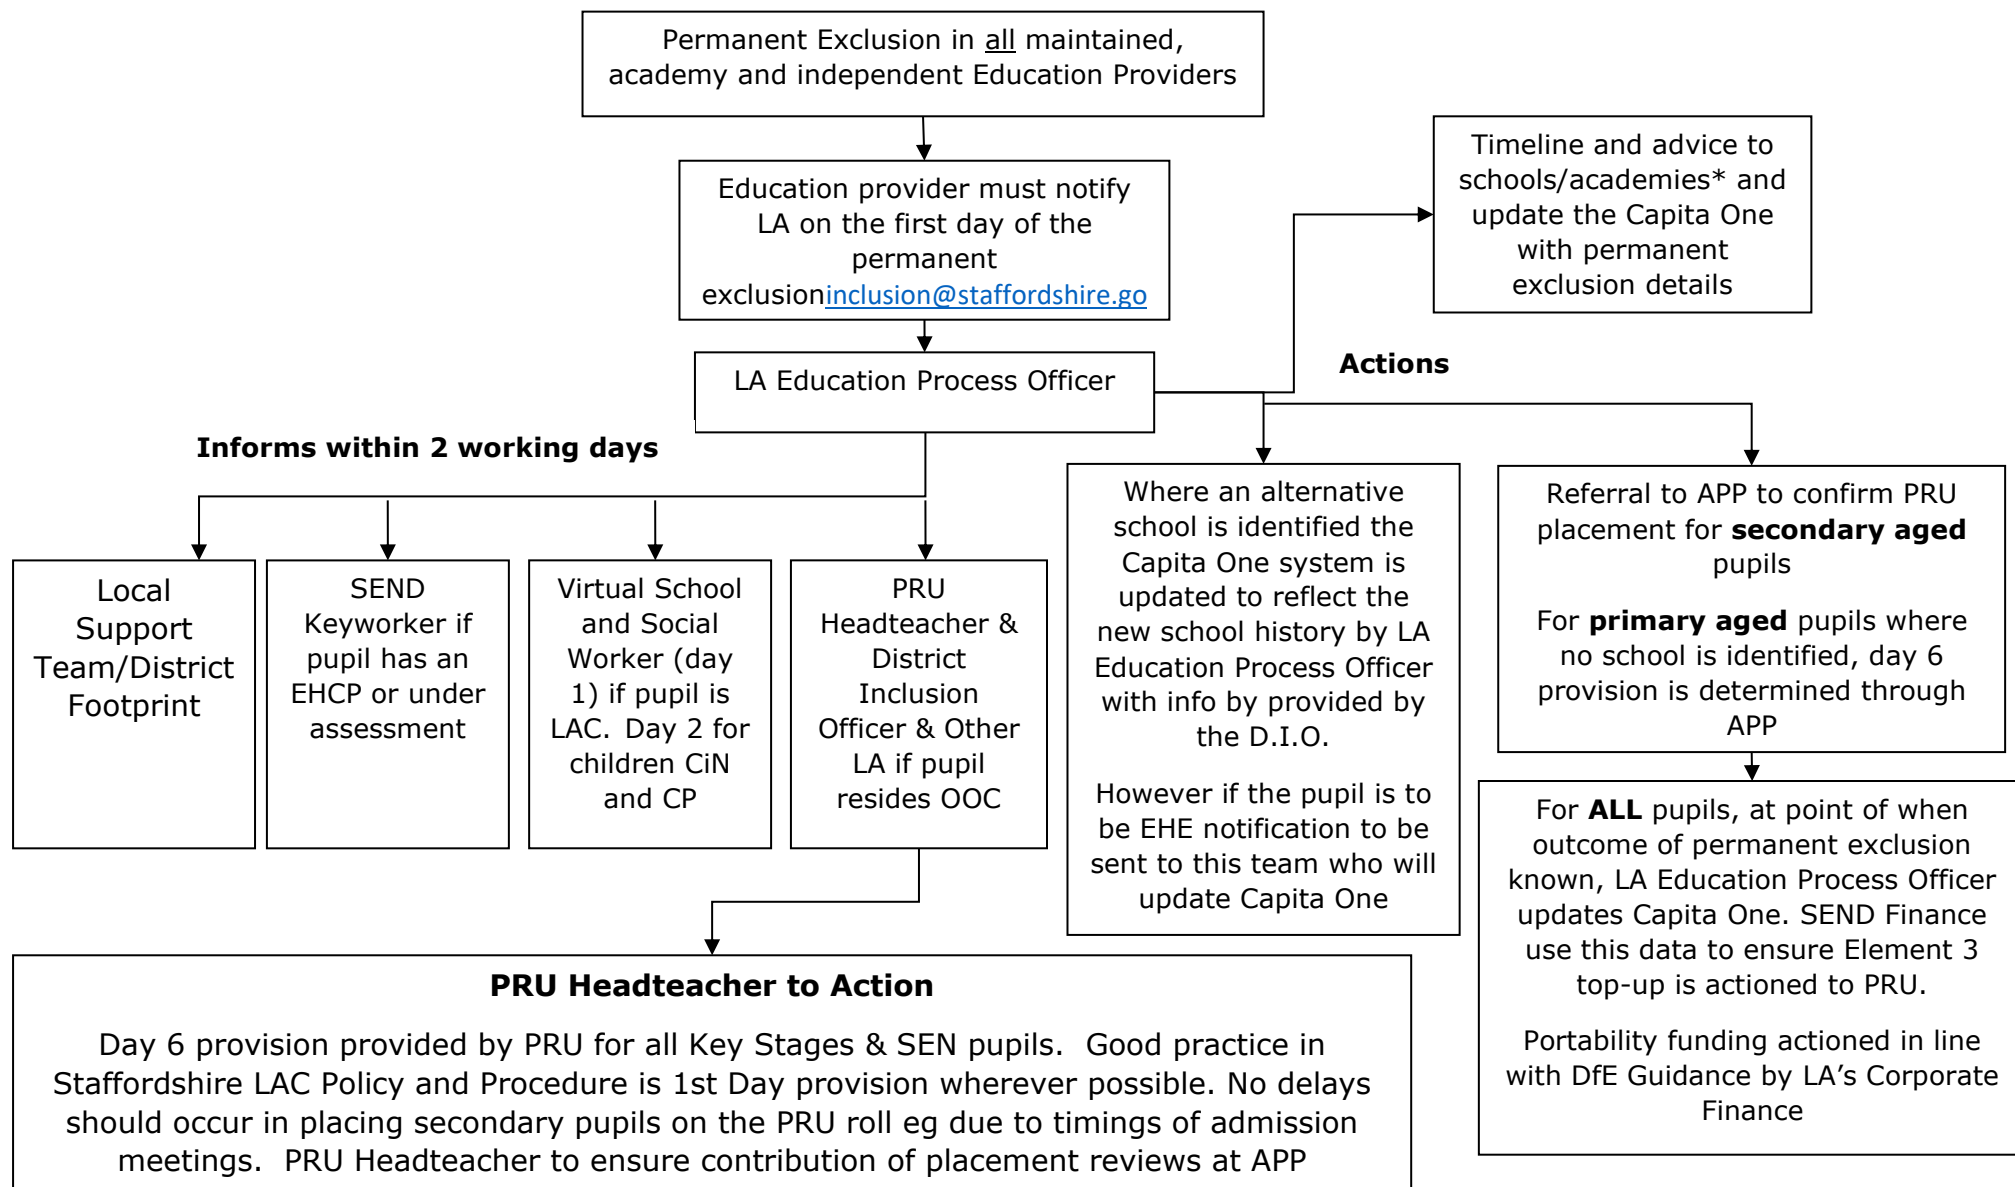 Permanent Exclusion in all maintained,
academy and independent Education Providers
Education provider must notify
LA on the first day of the
permanent
exclusioninclusion@staffordshire.go
Timeline and advice to
schools/academies* and
update the Capita One
with permanent
exclusion details
LA Education Process Officer
Actions
Informs within 2 working days
Local
Support
Team/District
Footprint
SEND
Keyworker if
pupil has an
EHCP or under
assessment
Virtual School
and Social
Worker (day
1) if pupil is
LAC. Day 2 for
children CiN
and CP
PRU
Headteacher &
District
Inclusion
Officer & Other
LA if pupil
resides OOC
Where an alternative
school is identified the
Capita One system is
updated to reflect the
new school history by LA
Education Process Officer
with info by provided by
the D.I.O.
However if the pupil is to
be EHE notification to be
sent to this team who will
update Capita One
Referral to APP to confirm PRU
placement for secondary aged
pupils
For primary aged pupils where
no school is identified, day 6
provision is determined through
APP
For ALL pupils, at point of when
outcome of permanent exclusion
known, LA Education Process Officer
updates Capita One. SEND Finance
use this data to ensure Element 3
top-up is actioned to PRU.
Portability funding actioned in line
with DfE Guidance by LA's Corporate
Finance
PRU Headteacher to Action
Day 6 provision provided by PRU for all Key Stages & SEN pupils. Good practice in
Staffordshire LAC Policy and Procedure is 1st Day provision wherever possible. No delays
should occur in placing secondary pupils on the PRU roll eg due to timings of admission
meetings. PRU Headteacher to ensure contribution of placement reviews at APP